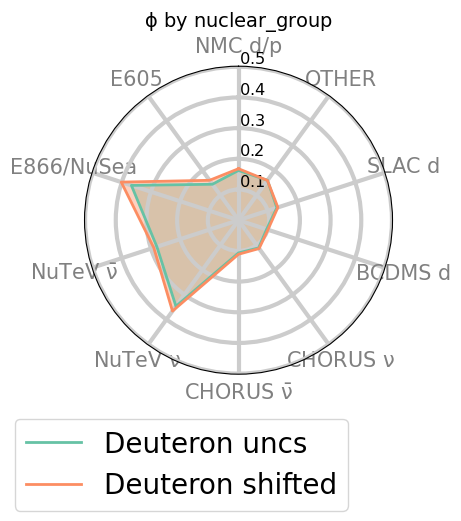 ϕ by nuclear_group
NMC d/p
0.5
E605
OTHER
0.4
0.3
E866/NuSea
SLAC d
0.2
0.1
NuTeV ν̄
BCDMS d
NuTeV ν
CHORUS ν
CHORUS ν̄
Deuteron uncs
Deuteron shifted